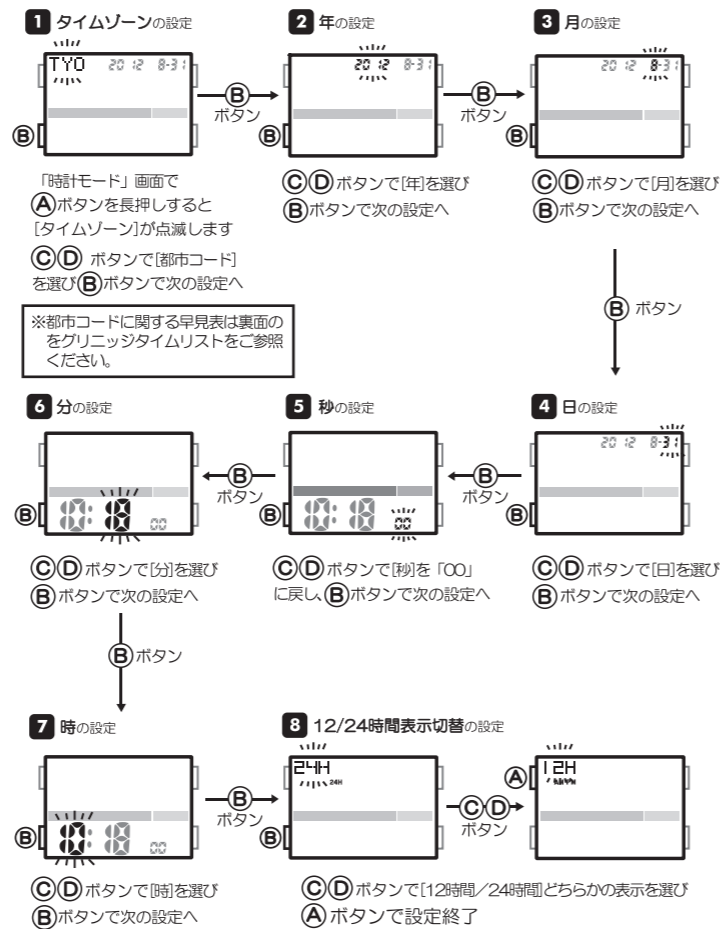 1 タイムゾーンの設定
TYO 2012 8-31
Ⓑ
Ⓑ
ボタン
「時計モード」画面で
Ⓐボタンを長押しすると
[タイムゾーン]が点滅します
ⒸⒹ ボタンで[都市コード]
を選びⒷボタンで次の設定へ
※都市コードに関する早見表は裏面の
をグリニッジタイムリストをご参照
ください。
2 年の設定
2012 8-31
Ⓑ
Ⓑ
ボタン
ⒸⒹボタンで[年]を選び
Ⓑボタンで次の設定へ
3 月の設定
2012 8-31
Ⓑ
ⒸⒹボタンで[月]を選び
Ⓑボタンで次の設定へ
Ⓑ ボタン
4 日の設定
2012 8-31
Ⓑ
Ⓑ
ボタン
ⒸⒹボタンで[日]を選び
Ⓑボタンで次の設定へ
5 秒の設定
10:18 00
Ⓑ
Ⓑ
ボタン
ⒸⒹボタンで[秒]を「00」
に戻し、Ⓑボタンで次の設定へ
6 分の設定
10:18 00
Ⓑ
ⒸⒹボタンで[分]を選び
Ⓑボタンで次の設定へ
Ⓑボタン
7 時の設定
10:18 00
Ⓑ
Ⓑ
ボタン
ⒸⒹボタンで[時]を選び
Ⓑボタンで次の設定へ
8 12/24時間表示切替の設定
24H
24H
Ⓑ
ⒸⒹ
ボタン
12H
Ⓐ
ⒸⒹボタンで[12時間/24時間]どちらかの表示を選び
Ⓐボタンで設定終了